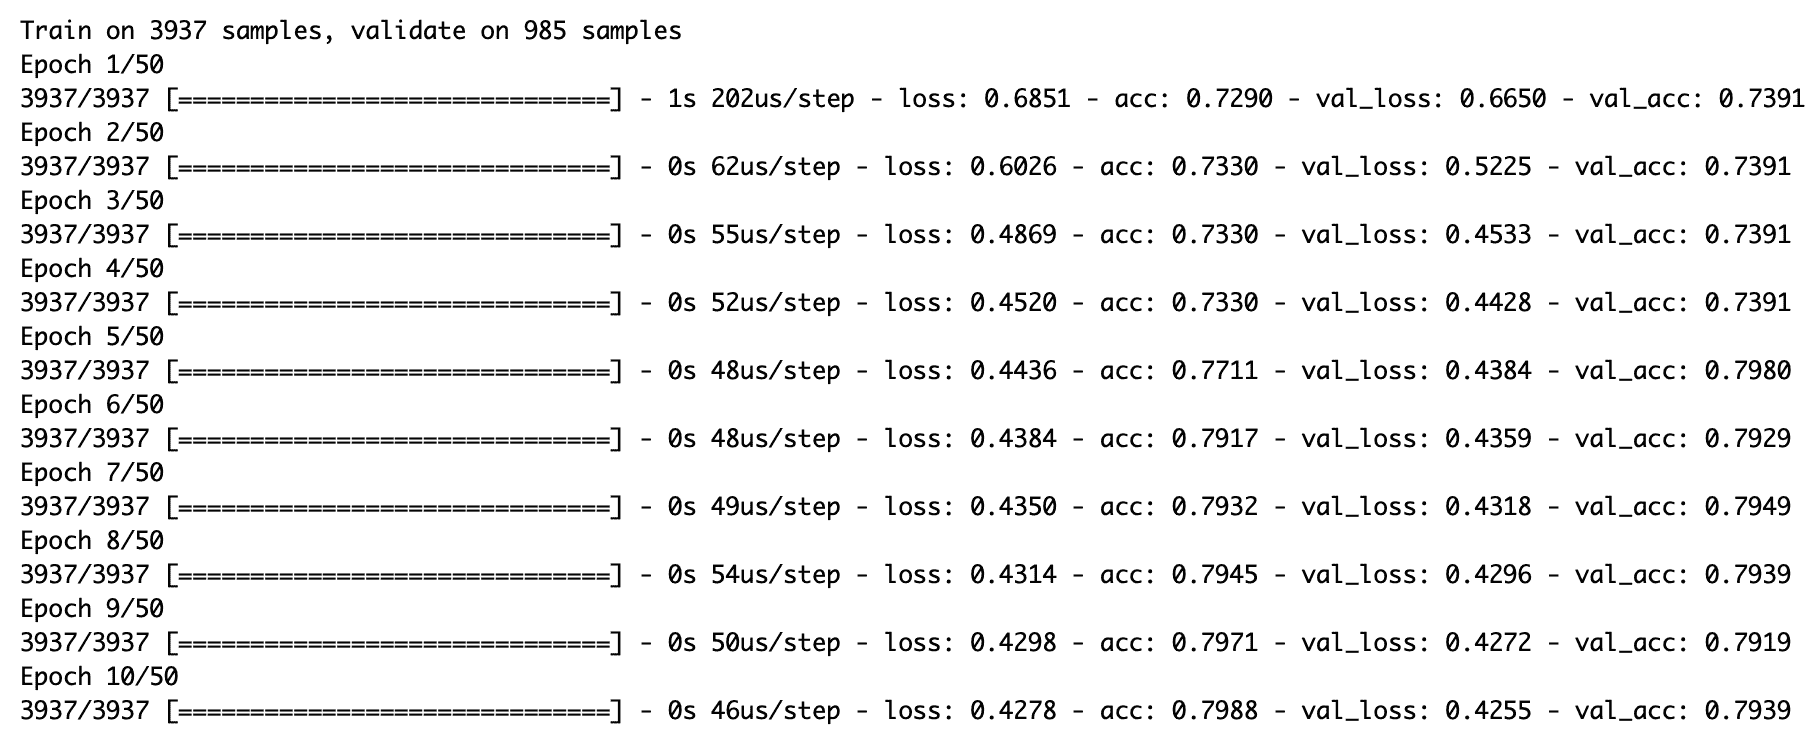 Train on 3937 samples, validate on 985 samples
Epoch 1/50
3937/3937 [==============================] - 1s 202us/step - loss: 0.6851 - acc: 0.7290 - val_loss: 0.6650 - val_acc: 0.7391
Epoch 2/50
3937/3937 [==============================] - 0s 62us/step - loss: 0.6026 - acc: 0.7330 - val_loss: 0.5225 - val_acc: 0.7391
Epoch 3/50
3937/3937 [==============================] - 0s 55us/step - loss: 0.4869 - acc: 0.7330 - val_loss: 0.4533 - val_acc: 0.7391
Epoch 4/50
3937/3937 [==============================] - 0s 52us/step - loss: 0.4520 - acc: 0.7330 - val_loss: 0.4428 - val_acc: 0.7391
Epoch 5/50
3937/3937 [==============================] - 0s 48us/step - loss: 0.4436 - acc: 0.7711 - val_loss: 0.4384 - val_acc: 0.7980
Epoch 6/50
3937/3937 [==============================] - 0s 48us/step - loss: 0.4384 - acc: 0.7917 - val_loss: 0.4359 - val_acc: 0.7929
Epoch 7/50
3937/3937 [==============================] - 0s 49us/step - loss: 0.4350 - acc: 0.7932 - val_loss: 0.4318 - val_acc: 0.7949
Epoch 8/50
3937/3937 [==============================] - 0s 54us/step - loss: 0.4314 - acc: 0.7945 - val_loss: 0.4296 - val_acc: 0.7939
Epoch 9/50
3937/3937 [==============================] - 0s 50us/step - loss: 0.4298 - acc: 0.7971 - val_loss: 0.4272 - val_acc: 0.7919
Epoch 10/50
3937/3937 [==============================] - 0s 46us/step - loss: 0.4278 - acc: 0.7988 - val_loss: 0.4255 - val_acc: 0.7939